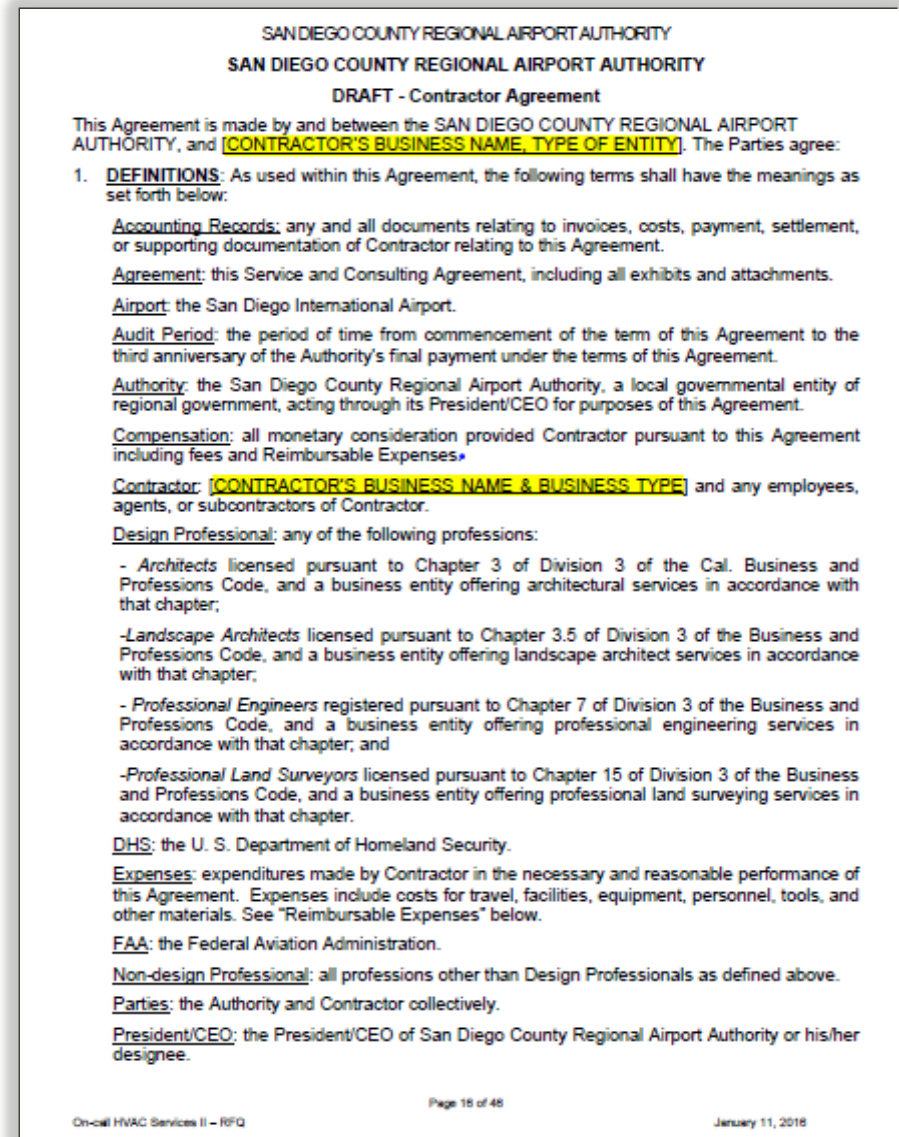 SAN DIEGO COUNTY REGIONAL AIRPORT AUTHORITY
SAN DIEGO COUNTY REGIONAL AIRPORT AUTHORITY
DRAFT - Contractor Agreement
This Agreement is made by and between the SAN DIEGO COUNTY REGIONAL AIRPORT
AUTHORITY, and [CONTRACTOR'S BUSINESS NAME, TYPE OF ENTITY]. The Parties agree:
1. DEFINITIONS: As used within this Agreement, the following terms shall have the meanings as
set forth below:
Accounting Records: any and all documents relating to invoices, costs, payment, settlement,
or supporting documentation of Contractor relating to this Agreement.
Agreement: this Service and Consulting Agreement, including all exhibits and attachments.
Airport: the San Diego International Airport.
Audit Period: the period of time from commencement of the term of this Agreement to the
third anniversary of the Authority's final payment under the terms of this Agreement.
Authority: the San Diego County Regional Airport Authority, a local governmental entity of
regional government, acting through its President/CEO for purposes of this Agreement.
Compensation: all monetary consideration provided Contractor pursuant to this Agreement
including fees and Reimbursable Expenses.
Contractor: [CONTRACTOR'S BUSINESS NAME & BUSINESS TYPE] and any employees,
agents, or subcontractors of Contractor.
Design Professional: any of the following professions:
- Architects licensed pursuant to Chapter 3 of Division 3 of the Cal. Business and
Professions Code, and a business entity offering architectural services in accordance with
that chapter;
-Landscape Architects licensed pursuant to Chapter 3.5 of Division 3 of the Business and
Professions Code, and a business entity offering landscape architect services in accordance
with that chapter;
- Professional Engineers registered pursuant to Chapter 7 of Division 3 of the Business and
Professions Code, and a business entity offering professional engineering services in
accordance with that chapter; and
-Professional Land Surveyors licensed pursuant to Chapter 15 of Division 3 of the Business
and Professions Code, and a business entity offering professional land surveying services in
accordance with that chapter.
DHS: the U. S. Department of Homeland Security.
Expenses: expenditures made by Contractor in the necessary and reasonable performance of
this Agreement. Expenses include costs for travel, facilities, equipment, personnel, tools, and
other materials. See "Reimbursable Expenses" below.
FAA: the Federal Aviation Administration.
Non-design Professional: all professions other than Design Professionals as defined above.
Parties: the Authority and Contractor collectively.
President/CEO: the President/CEO of San Diego County Regional Airport Authority or his/her
designee.
Page 16 of 46
On-call HVAC Services II – RFQ January 11, 2016